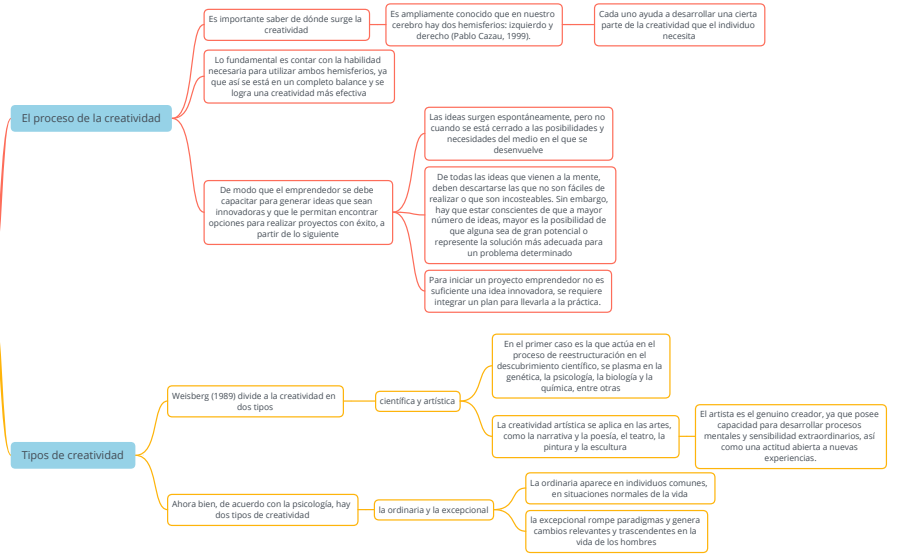 El proceso de la creatividad
Es importante saber de dónde surge la
creatividad
Es ampliamente conocido que en nuestro
cerebro hay dos hemisferios: izquierdo y
derecho (Pablo Cazau, 1999).
Cada uno ayuda a desarrollar una cierta
parte de la creatividad que el individuo
necesita
Lo fundamental es contar con la habilidad
necesaria para utilizar ambos hemisferios, ya
que así se está en un completo balance y se
logra una creatividad más efectiva
De modo que el emprendedor se debe
capacitar para generar ideas que sean
innovadoras y que le permitan encontrar
opciones para realizar proyectos con éxito, a
partir de lo siguiente
Las ideas surgen espontáneamente, pero no
cuando se está cerrado a las posibilidades y
necesidades del medio en el que se
desenvuelve
De todas las ideas que vienen a la mente,
deben descartarse las que no son fáciles de
realizar o que son incosteables. Sin embargo,
hay que estar conscientes de que a mayor
número de ideas, mayor es la posibilidad de
que alguna sea de gran potencial o
represente la solución más adecuada para
un problema determinado
Para iniciar un proyecto emprendedor no es
suficiente una idea innovadora, se requiere
integrar un plan para llevarla a la práctica.
Tipos de creatividad
Weisberg (1989) divide a la creatividad en
dos tipos
científica y artística
En el primer caso es la que actúa en el
proceso de reestructuración en el
descubrimiento científico, se plasma en la
genética, la psicología, la biología y la
química, entre otras
La creatividad artística se aplica en las artes,
como la narrativa y la poesía, el teatro, la
pintura y la escultura
El artista es el genuino creador, ya que posee
capacidad para desarrollar procesos
mentales y sensibilidad extraordinarios, así
como una actitud abierta a nuevas
experiencias.
Ahora bien, de acuerdo con la psicología, hay
dos tipos de creatividad
la ordinaria y la excepcional
La ordinaria aparece en individuos comunes,
en situaciones normales de la vida
la excepcional rompe paradigmas y genera
cambios relevantes y trascendentes en la
vida de los hombres